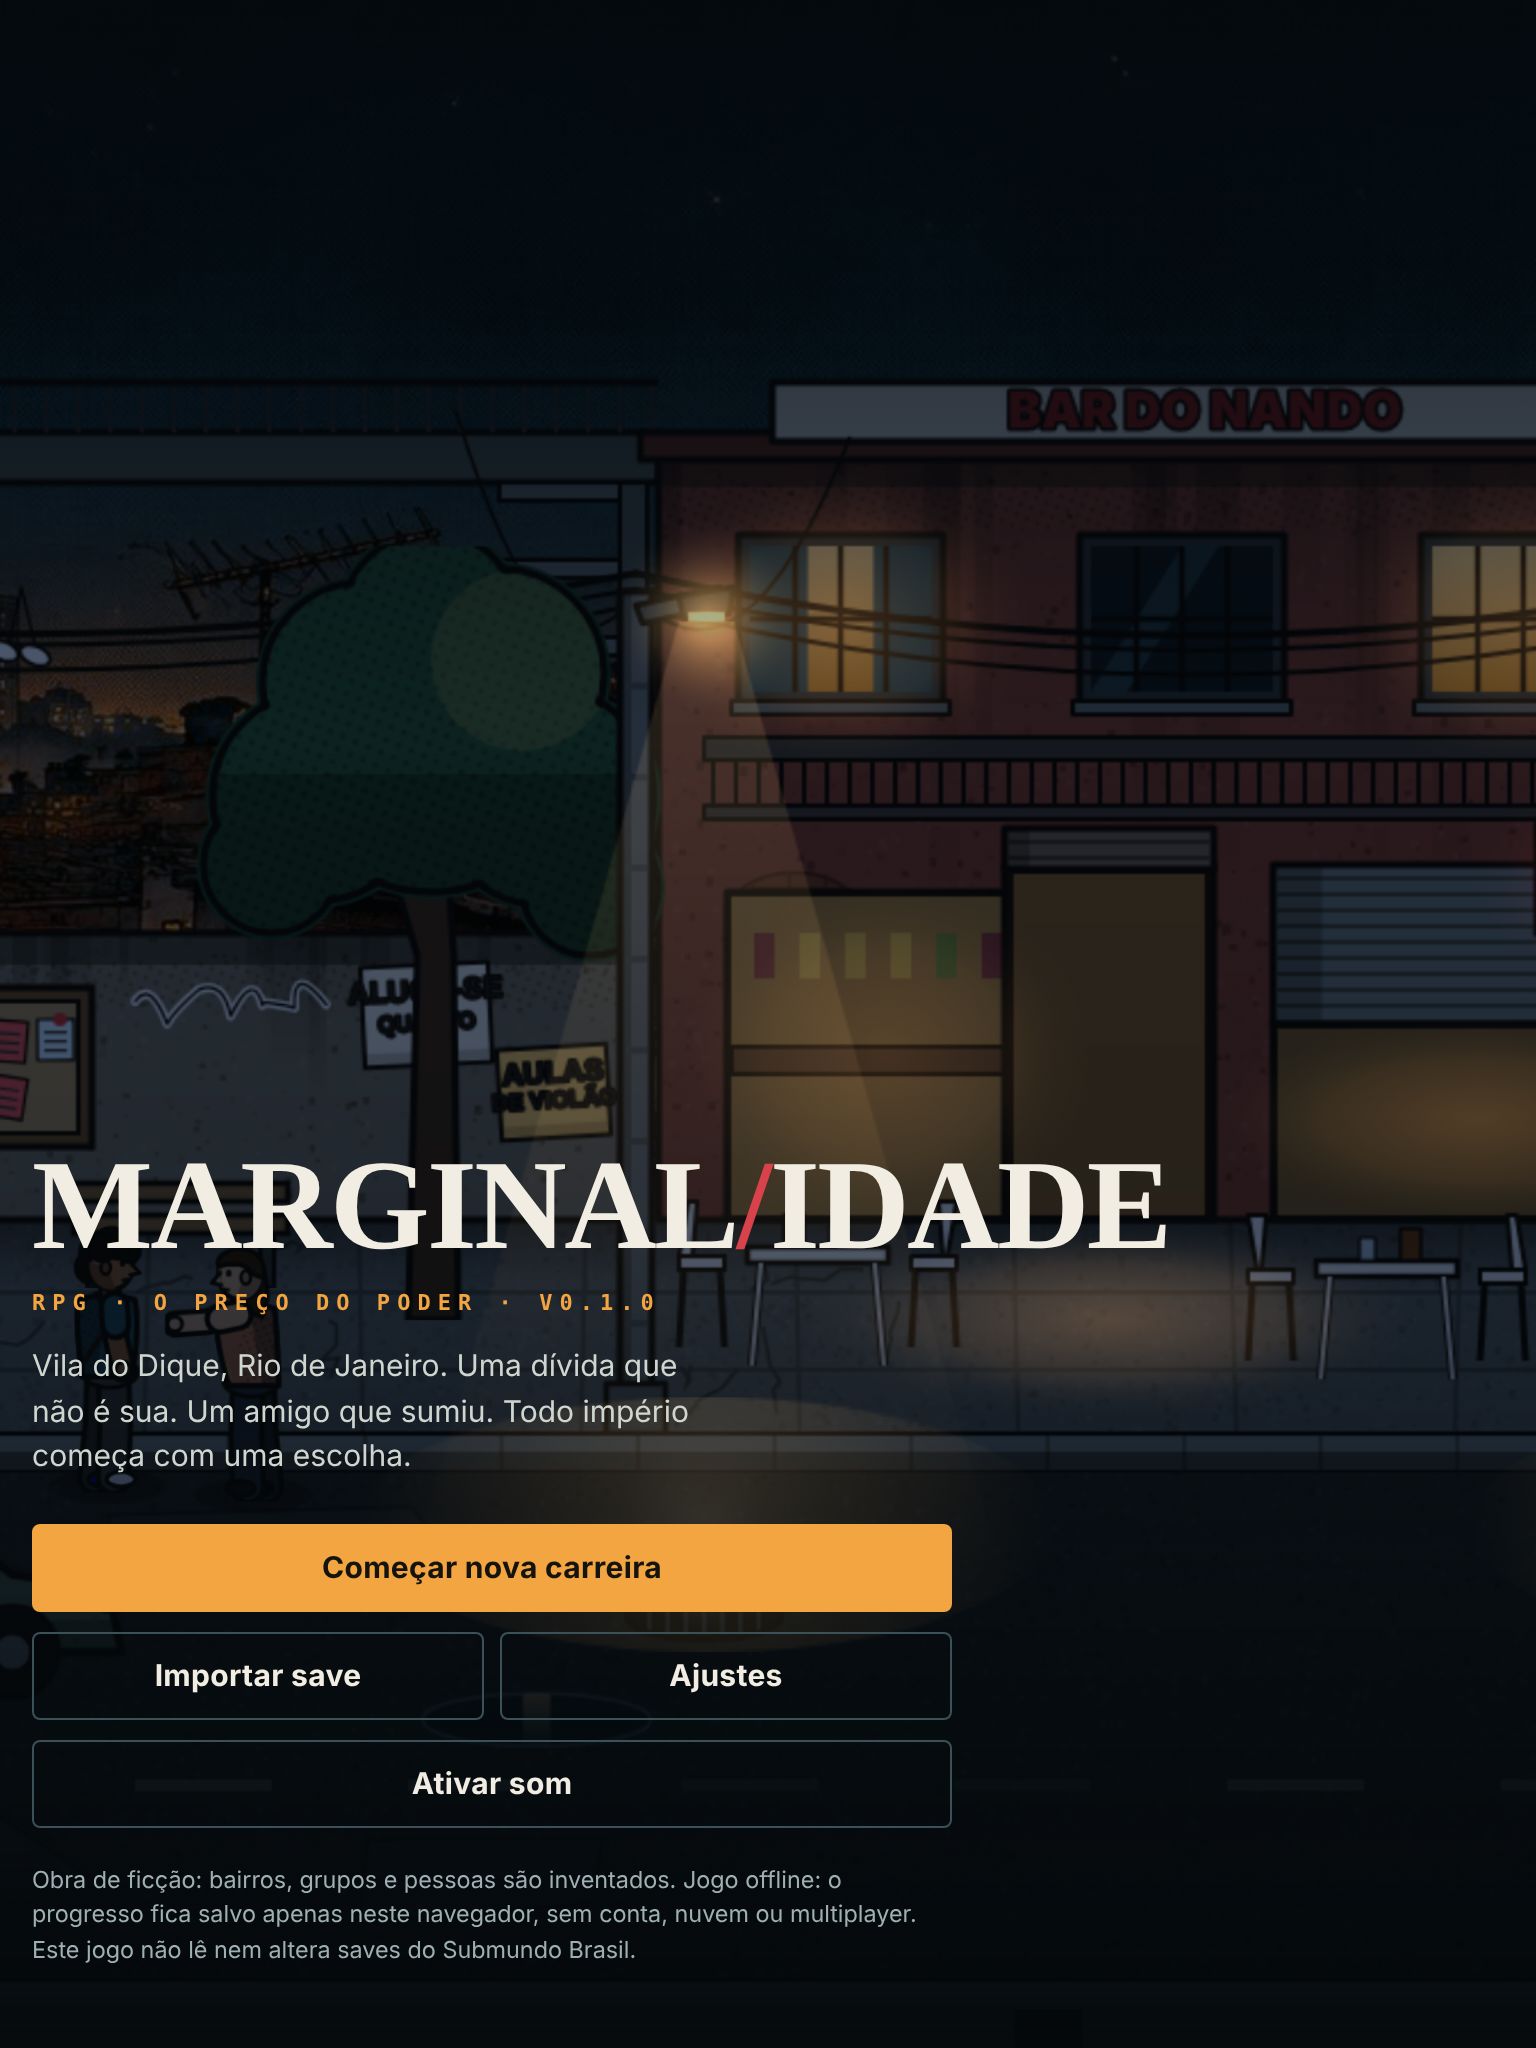 BAR DO NANDO
AULAS
DE VIOLÃO
MARGINAL/IDADE
RPG · O PREÇO DO PODER · V0.1.0
Vila do Dique, Rio de Janeiro. Uma dívida que
não é sua. Um amigo que sumiu. Todo império
começa com uma escolha.
Começar nova carreira
Importar save
Ajustes
Ativar som
Obra de ficção: bairros, grupos e pessoas são inventados. Jogo offline: o
progresso fica salvo apenas neste navegador, sem conta, nuvem ou multiplayer.
Este jogo não lê nem altera saves do Submundo Brasil.